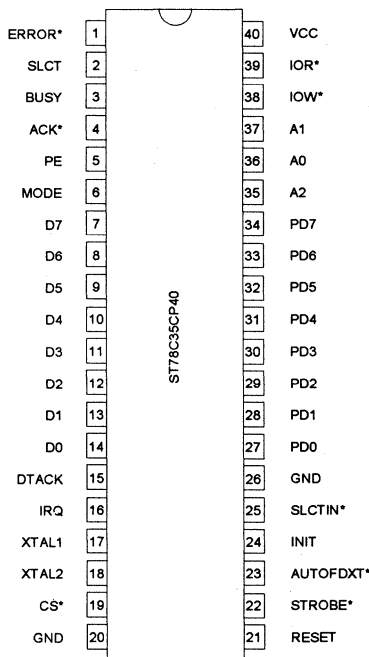 ERROR* 1 40 VCC
SLCT 2 39 IOR*
BUSY 3 38 IOW*
ACK* 4 37 A1
PE 5 36 A0
MODE 6 35 A2
D7 7 34 PD7
D6 8 33 PD6
D5 9 32 PD5
D4 10 31 PD4
D3 11 30 PD3
D2 12 29 PD2
D1 13 28 PD1
D0 14 27 PD0
DTACK 15 26 GND
IRQ 16 25 SLCTIN*
XTAL1 17 24 INIT
XTAL2 18 23 AUTOFDXT*
CS* 19 22 STROBE*
GND 20 21 RESET
ST78C35CP40